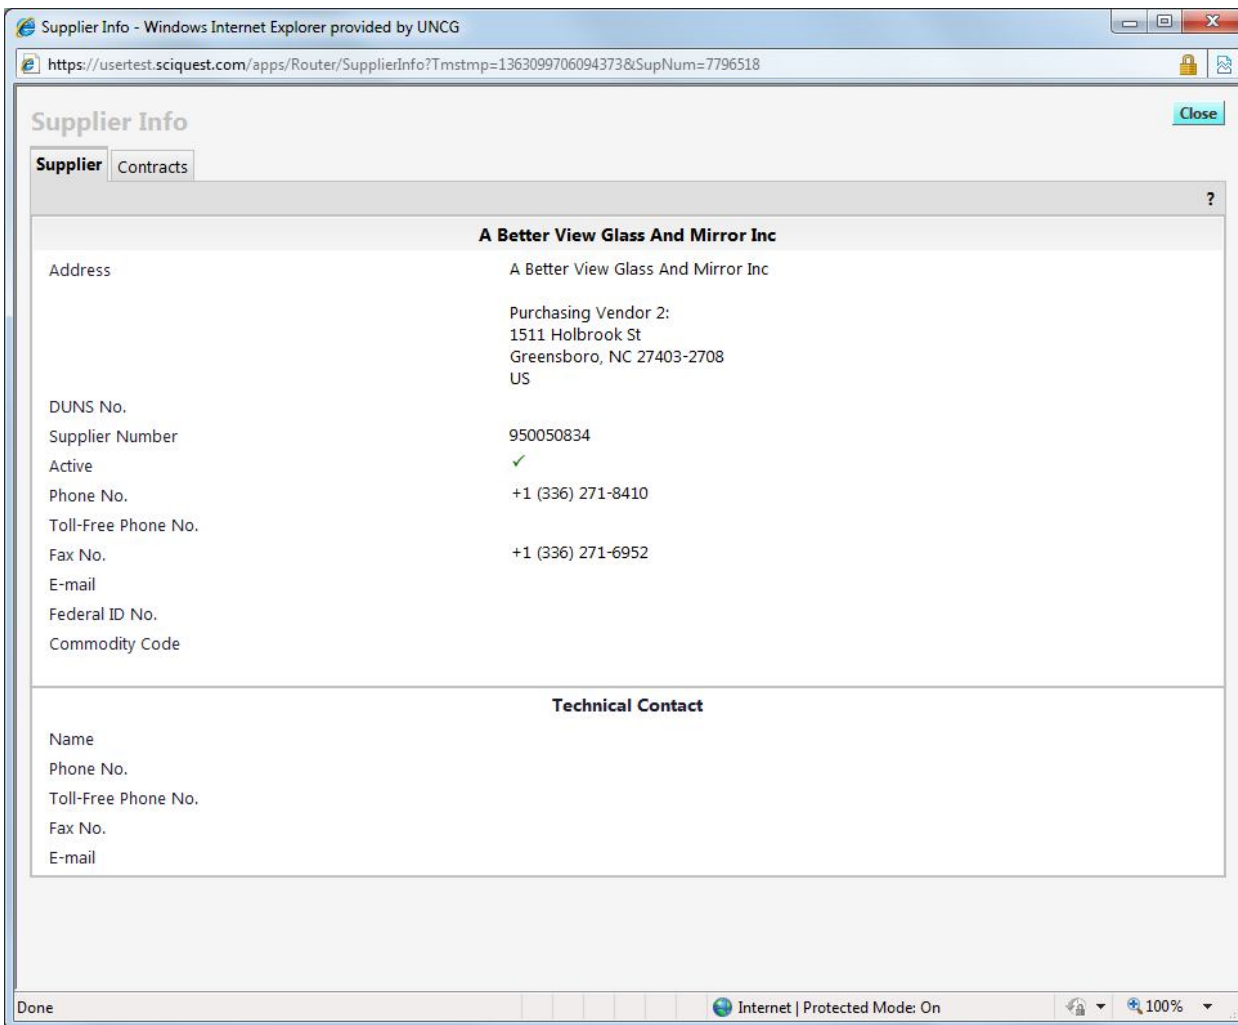 Supplier Info - Windows Internet Explorer provided by UNCG
https://usertest.sciquest.com/apps/Router/SupplierInfo?Tmstmp=1363099706094373&SupNum=7796518
Supplier Info
Close
Supplier Contracts
?
A Better View Glass And Mirror Inc
Address A Better View Glass And Mirror Inc
Purchasing Vendor 2:
1511 Holbrook St
Greensboro, NC 27403-2708
US
DUNS No.
Supplier Number 950050834
Active ✓
Phone No. +1 (336) 271-8410
Toll-Free Phone No.
Fax No. +1 (336) 271-6952
E-mail
Federal ID No.
Commodity Code
Technical Contact
Name
Phone No.
Toll-Free Phone No.
Fax No.
E-mail
Done Internet | Protected Mode: On 100%